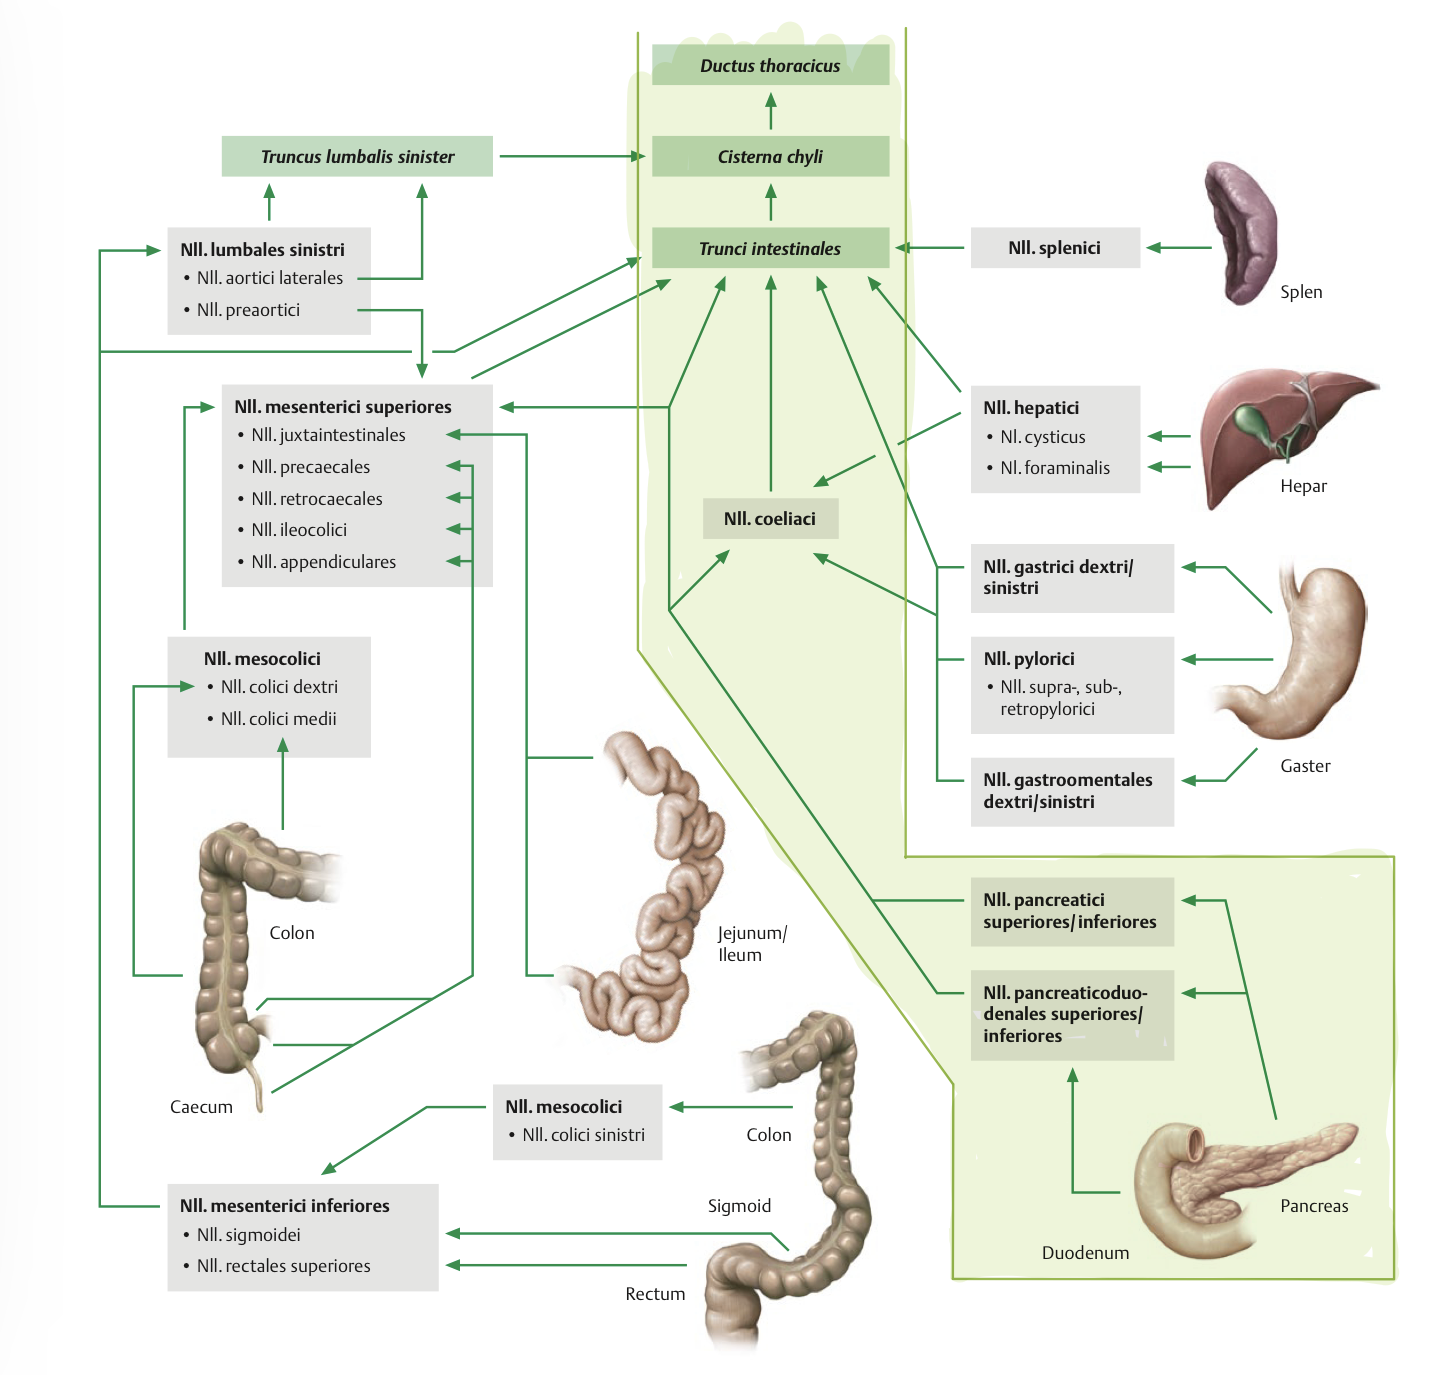 Ductus thoracicus
Truncus lumbalis sinister
Cisterna chyli
Nll. lumbales sinistri
• Nll. aortici laterales
• Nll. preaortici
Trunci intestinales
Nll. splenici
Splen
Nll. mesenterici superiores
• Nll. juxtaintestinales
• Nll. precaecales
• Nll. retrocaecales
• Nll. ileocolici
• Nll. appendiculares
Nll. hepatici
• Nl. cysticus
• Nl. foraminalis
Hepar
Nll. coeliaci
Nll. gastrici dextri/
sinistri
Nll. mesocolici
• Nll. colici dextri
• Nll. colici medii
Nll. pylorici
• Nll. supra-, sub-,
retropylorici
Gaster
Nll. gastroomentales
dextri/sinistri
Colon
Jejunum/
Ileum
Nll. pancreatici
superiores/inferiores
Nll. pancreaticoduo-
denales superiores/
inferiores
Caecum
Nll. mesocolici
• Nll. colici sinistri
Colon
Nll. mesenterici inferiores
• Nll. sigmoidei
• Nll. rectales superiores
Sigmoid
Rectum
Pancreas
Duodenum